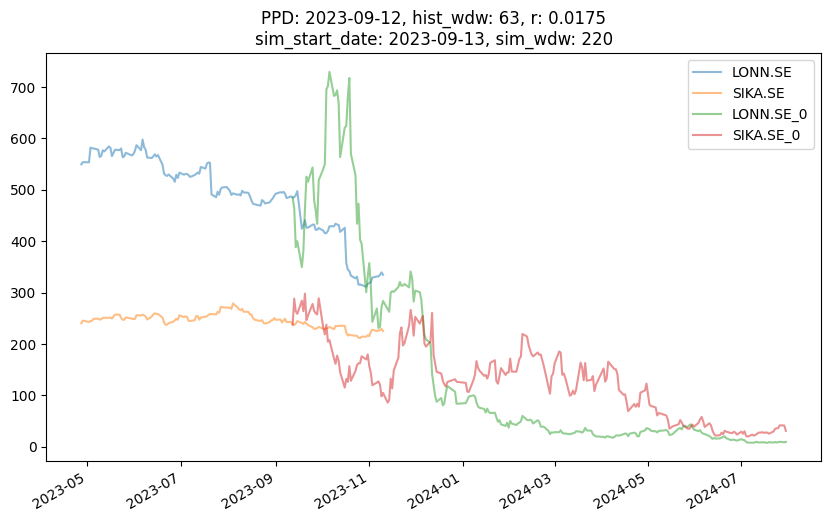 PPD: 2023-09-12, hist_wdw: 63, r: 0.0175
sim_start_date: 2023-09-13, sim_wdw: 220
LONN.SE
SIKA.SE
LONN.SE_0
SIKA.SE_0
700
600
500
400
300
200
100
0
2023-05
2023-07
2023-09
2023-11
2024-01
2024-03
2024-05
2024-07